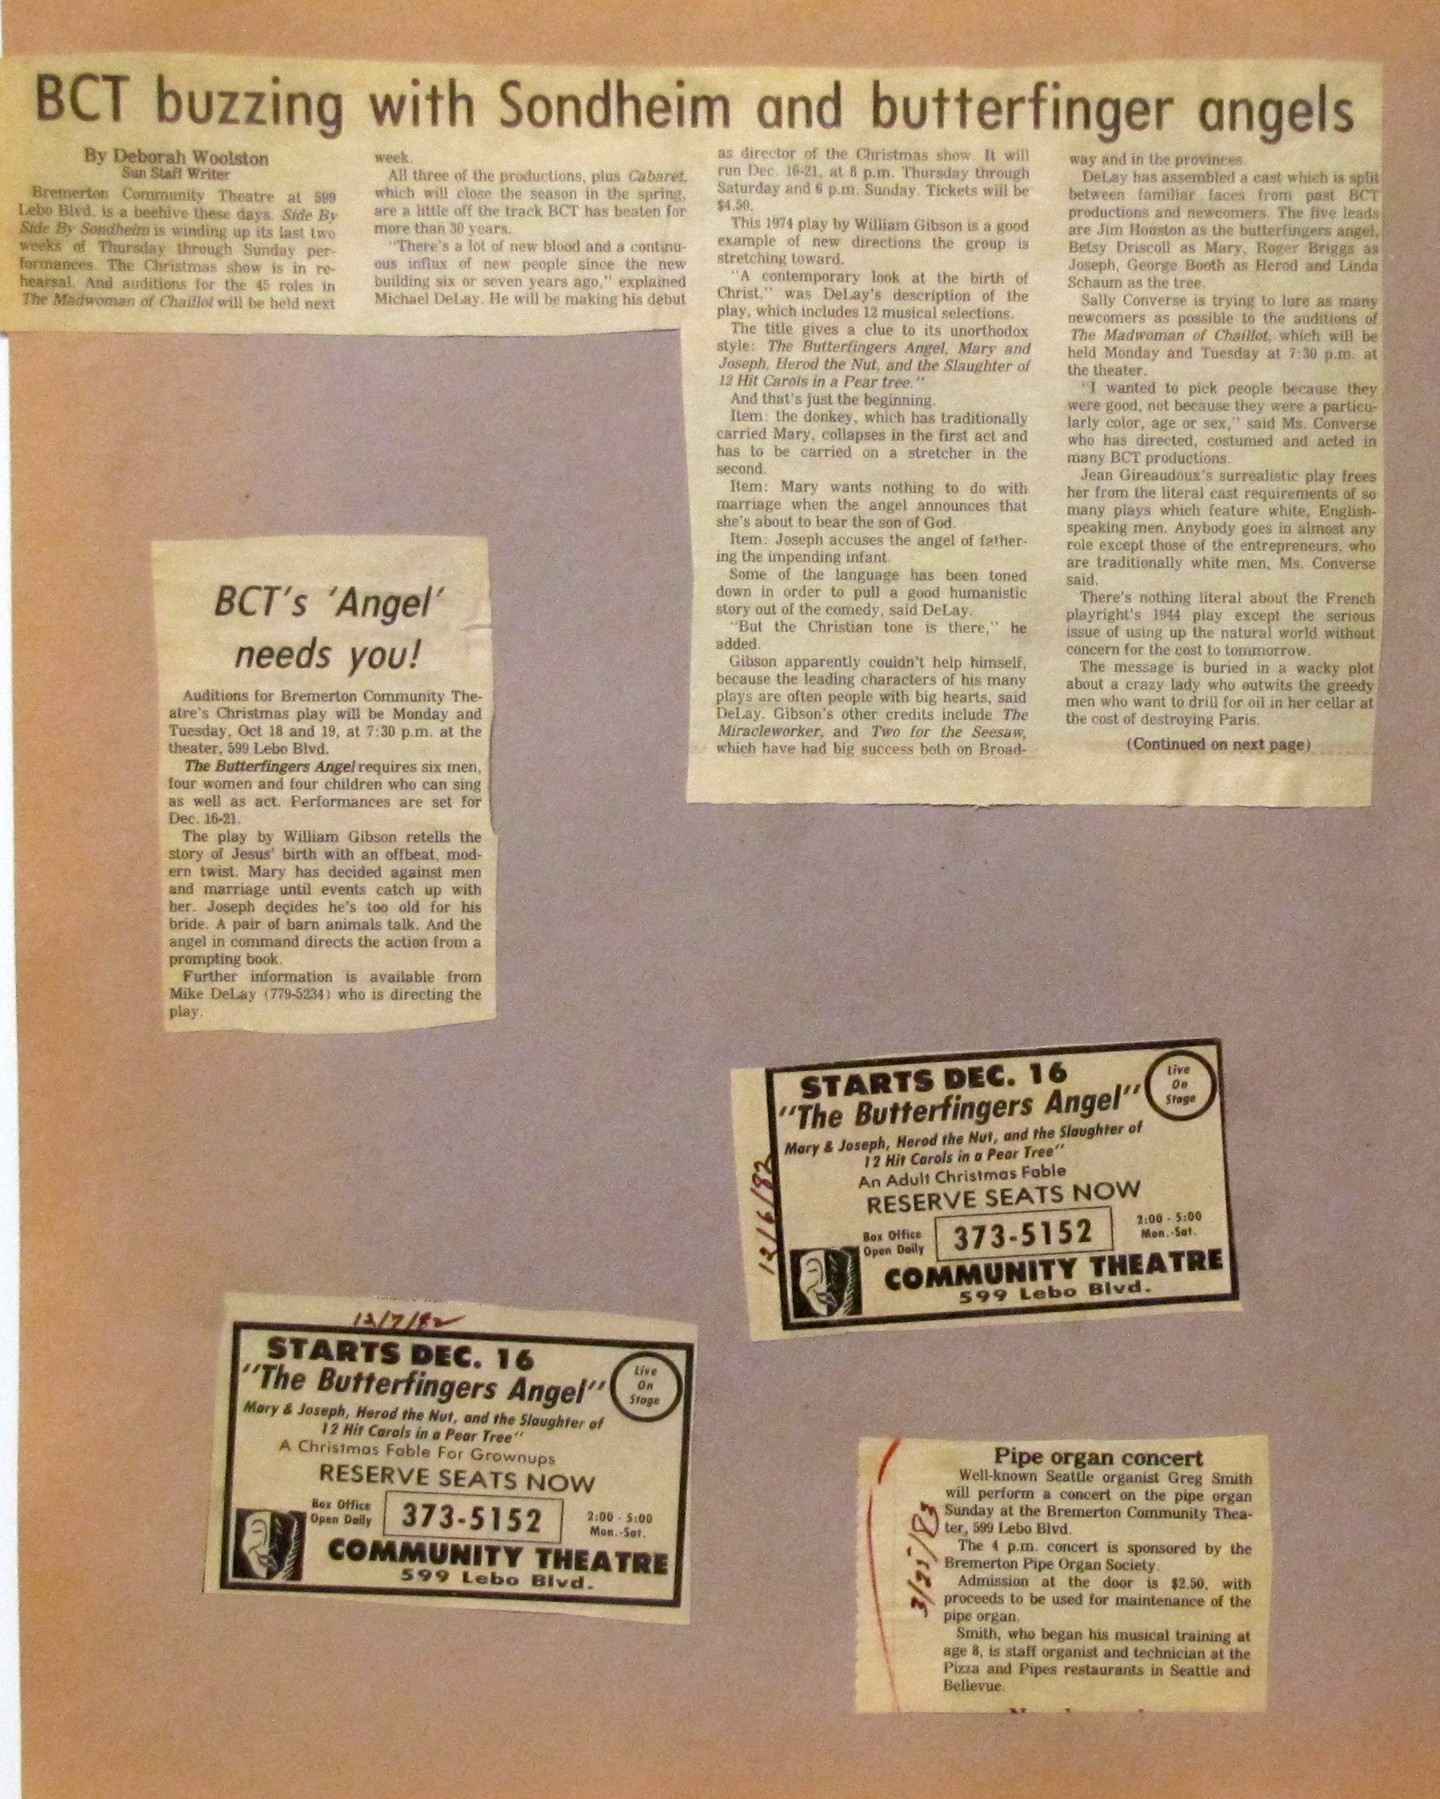 BCT buzzing with Sondheim and butterfinger angels
By Deborah Woolston
Sun Staff Writer
Bremerton Community Theatre at 599
Lebo Blvd. is a beehive these days. Side By
Side By Sondheim is winding up its last two
weeks of Thursday through Sunday per-
formances. The Christmas show is in re-
hearsal. And auditions for the 45 roles in
The Madwoman of Chaillot will be held next
week.
All three of the productions, plus Cabaret,
which will close the season in the spring,
are a little off the track BCT has beaten for
more than 30 years.
"There's a lot of new blood and a continu-
ous influx of new people since the new
building six or seven years ago," explained
Michael DeLay. He will be making his debut
as director of the Christmas show. It will
run Dec. 16-21, at 8 p.m. Thursday through
Saturday and 6 p.m. Sunday. Tickets will be
$4.50.
This 1974 play by William Gibson is a good
example of new directions the group is
stretching toward.
"A contemporary look at the birth of
Christ," was DeLay's description of the
play, which includes 12 musical selections.
The title gives a clue to its unorthodox
style: The Butterfingers Angel, Mary and
Joseph, Herod the Nut, and the Slaughter of
12 Hit Carols in a Pear tree."
And that's just the beginning.
Item: the donkey, which has traditionally
carried Mary, collapses in the first act and
has to be carried on a stretcher in the
second.
Item: Mary wants nothing to do with
marriage when the angel announces that
she's about to bear the son of God.
Item: Joseph accuses the angel of father-
ing the impending infant.
Some of the language has been toned
down in order to pull a good humanistic
story out of the comedy, said DeLay.
"But the Christian tone is there," he
added.
Gibson apparently couldn't help himself,
because the leading characters of his many
plays are often people with big hearts, said
DeLay. Gibson's other credits include The
Miracleworker, and Two for the Seesaw,
which have had big success both on Broad-
way and in the provinces.
DeLay has assembled a cast which is split
between familiar faces from past BCT
productions and newcomers. The five leads
are Jim Houston as the butterfingers angel,
Betsy Driscoll as Mary, Roger Briggs as
Joseph, George Booth as Herod and Linda
Schaum as the tree.
Sally Converse is trying to lure as many
newcomers as possible to the auditions of
The Madwoman of Chaillot, which will be
held Monday and Tuesday at 7:30 p.m. at
the theater.
"I wanted to pick people because they
were good, not because they were a particu-
larly color, age or sex," said Ms. Converse
who has directed, costumed and acted in
many BCT productions.
Jean Gireaudoux's surrealistic play frees
her from the literal cast requirements of so
many plays which feature white, English-
speaking men. Anybody goes in almost any
role except those of the entrepreneurs, who
are traditionally white men, Ms. Converse
said.
There's nothing literal about the French
playright's 1944 play except the serious
issue of using up the natural world without
concern for the cost to tommorrow.
The message is buried in a wacky plot
about a crazy lady who outwits the greedy
men who want to drill for oil in her cellar at
the cost of destroying Paris.
(Continued on next page)
BCT's 'Angel'
needs you!
Auditions for Bremerton Community The-
atre's Christmas play will be Monday and
Tuesday, Oct 18 and 19, at 7:30 p.m. at the
theater, 599 Lebo Blvd.
The Butterfingers Angel requires six men,
four women and four children who can sing
as well as act. Performances are set for
Dec. 16-21.
The play by William Gibson retells the
story of Jesus' birth with an offbeat, mod-
ern twist. Mary has decided against men
and marriage until events catch up with
her. Joseph decides he's too old for his
bride. A pair of barn animals talk. And the
angel in command directs the action from a
prompting book.
Further information is available from
Mike DeLay (779-5234) who is directing the
play.
12/6/82
STARTS DEC. 16
"The Butterfingers Angel"
Live
On
Stage
Mary & Joseph, Herod the Nut, and the Slaughter of
12 Hit Carols in a Pear Tree"
An Adult Christmas Fable
RESERVE SEATS NOW
Box Office
Open Daily
373-5152
2:00 - 5:00
Mon.-Sat.
COMMUNITY THEATRE
599 Lebo Blvd.
12/7/82
STARTS DEC. 16
"The Butterfingers Angel"
Live
On
Stage
Mary & Joseph, Herod the Nut, and the Slaughter of
12 Hit Carols in a Pear Tree"
A Christmas Fable For Grownups
RESERVE SEATS NOW
Box Office
Open Daily
373-5152
2:00 - 5:00
Mon.-Sat.
COMMUNITY THEATRE
599 Lebo Blvd.
3/25/83
Pipe organ concert
Well-known Seattle organist Greg Smith
will perform a concert on the pipe organ
Sunday at the Bremerton Community Thea-
ter, 599 Lebo Blvd.
The 4 p.m. concert is sponsored by the
Bremerton Pipe Organ Society.
Admission at the door is $2.50, with
proceeds to be used for maintenance of the
pipe organ.
Smith, who began his musical training at
age 8, is staff organist and technician at the
Pizza and Pipes restaurants in Seattle and
Bellevue.